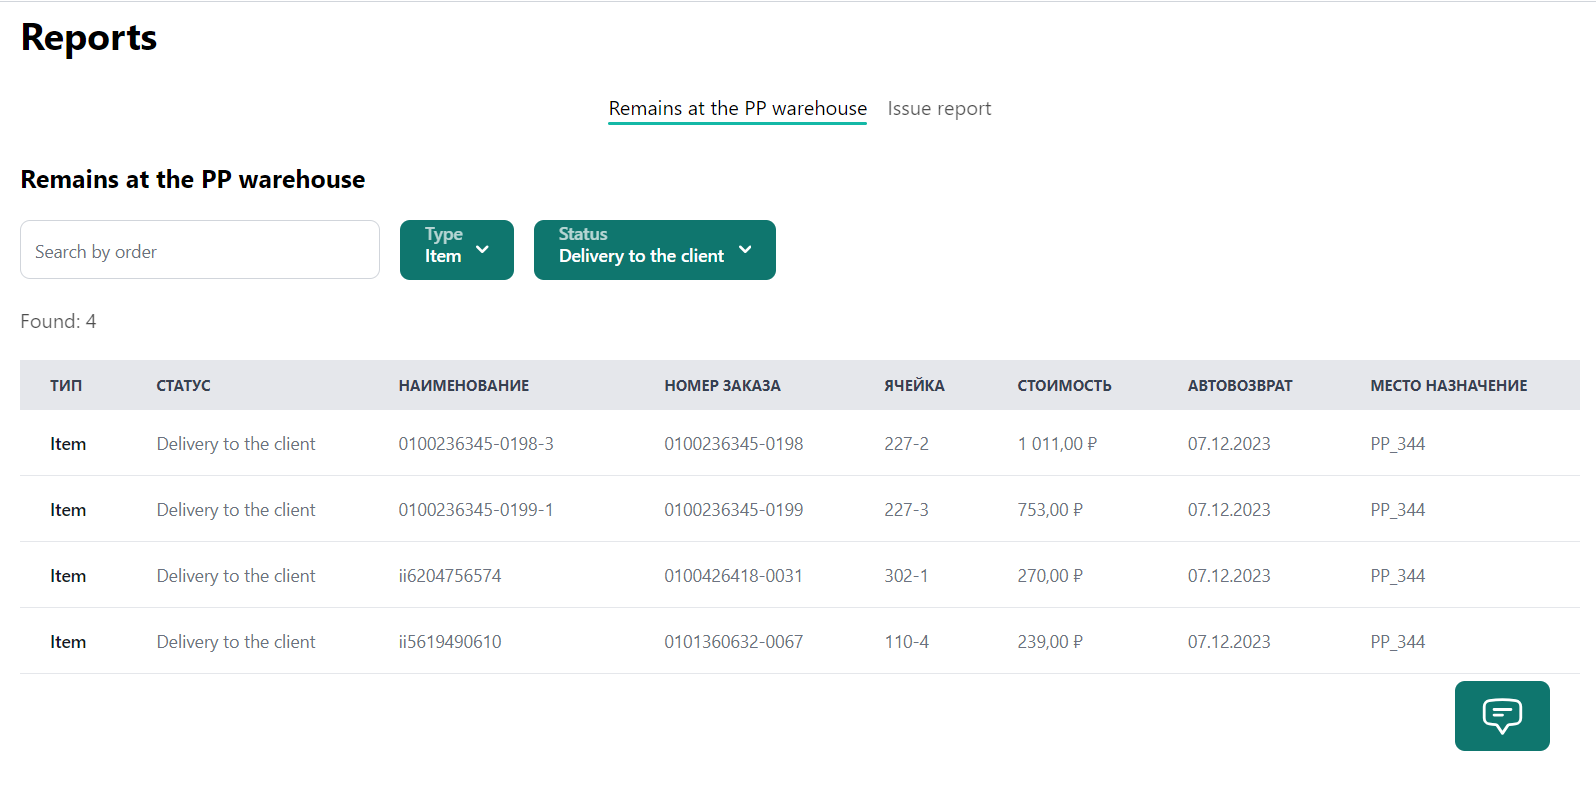 Reports
Remains at the PP warehouse Issue report
Remains at the PP warehouse
Search by order
Type
Item
Status
Delivery to the client
Found: 4
ТИП СТАТУС НАИМЕНОВАНИЕ НОМЕР ЗАКАЗА ЯЧЕЙКА СТОИМОСТЬ АВТОВОЗВРАТ МЕСТО НАЗНАЧЕНИЕ
Item Delivery to the client 0100236345-0198-3 0100236345-0198 227-2 1 011,00 ₽ 07.12.2023 PP_344
Item Delivery to the client 0100236345-0199-1 0100236345-0199 227-3 753,00 ₽ 07.12.2023 PP_344
Item Delivery to the client ii6204756574 0100426418-0031 302-1 270,00 ₽ 07.12.2023 PP_344
Item Delivery to the client ii5619490610 0101360632-0067 110-4 239,00 ₽ 07.12.2023 PP_344